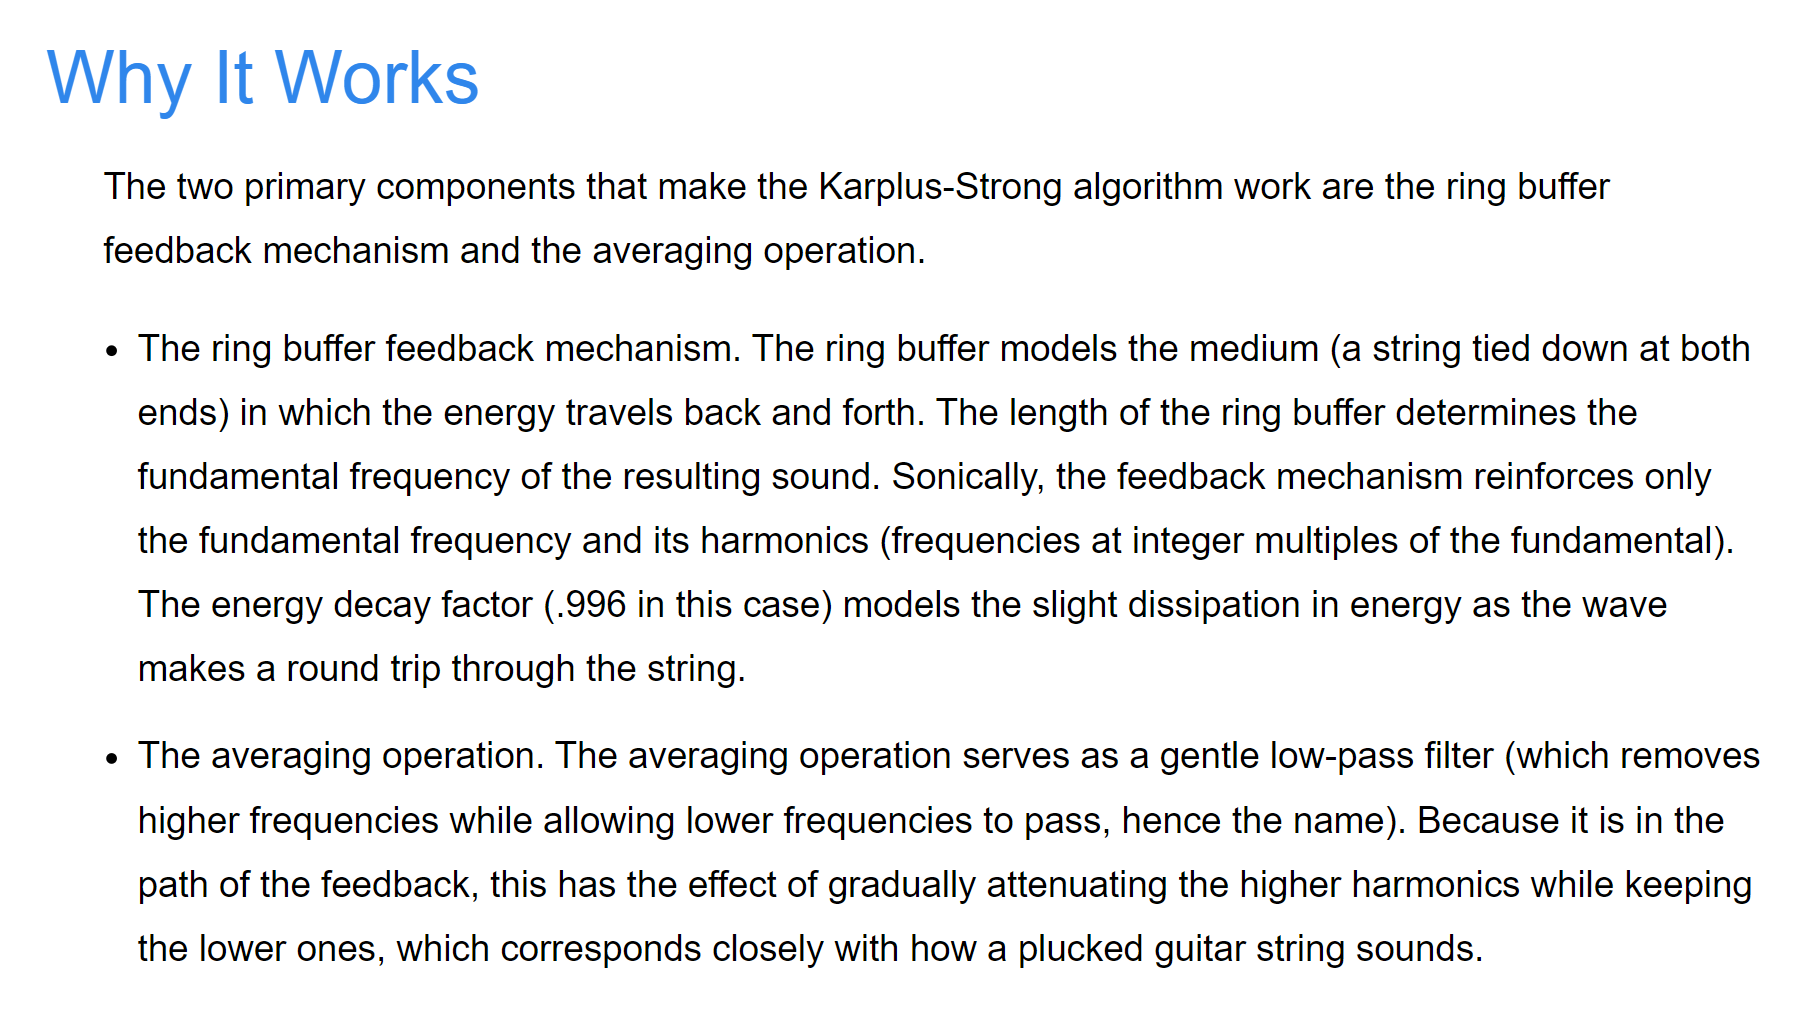 Why It Works
The two primary components that make the Karplus-Strong algorithm work are the ring buffer
feedback mechanism and the averaging operation.
• The ring buffer feedback mechanism. The ring buffer models the medium (a string tied down at both
ends) in which the energy travels back and forth. The length of the ring buffer determines the
fundamental frequency of the resulting sound. Sonically, the feedback mechanism reinforces only
the fundamental frequency and its harmonics (frequencies at integer multiples of the fundamental).
The energy decay factor (.996 in this case) models the slight dissipation in energy as the wave
makes a round trip through the string.
• The averaging operation. The averaging operation serves as a gentle low-pass filter (which removes
higher frequencies while allowing lower frequencies to pass, hence the name). Because it is in the
path of the feedback, this has the effect of gradually attenuating the higher harmonics while keeping
the lower ones, which corresponds closely with how a plucked guitar string sounds.